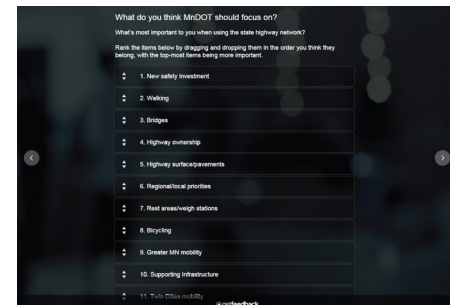 What do you think MnDOT should focus on?
What's most important to you when using the state highway network?
Rank the items below by dragging and dropping them in the order you think they
belong, with the top-most items being more important.
1. New safety investment
2. Walking
3. Bridges
4. Highway ownership
5. Highway surface/pavements
6. Regional/local priorities
7. Rest areas/weigh stations
8. Bicycling
9. Greater MN mobility
10. Supporting Infrastructure
11. Twin Cities mobility